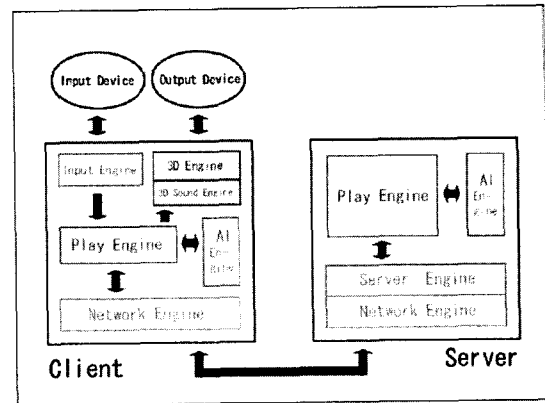 Input Device
Output Device
Input Engine
3D Engine
3D Sound Engine
Play Engine
AI
En-
gine
Network Engine
Client
Play Engine
AI
En-
gine
Server Engine
Network Engine
Server